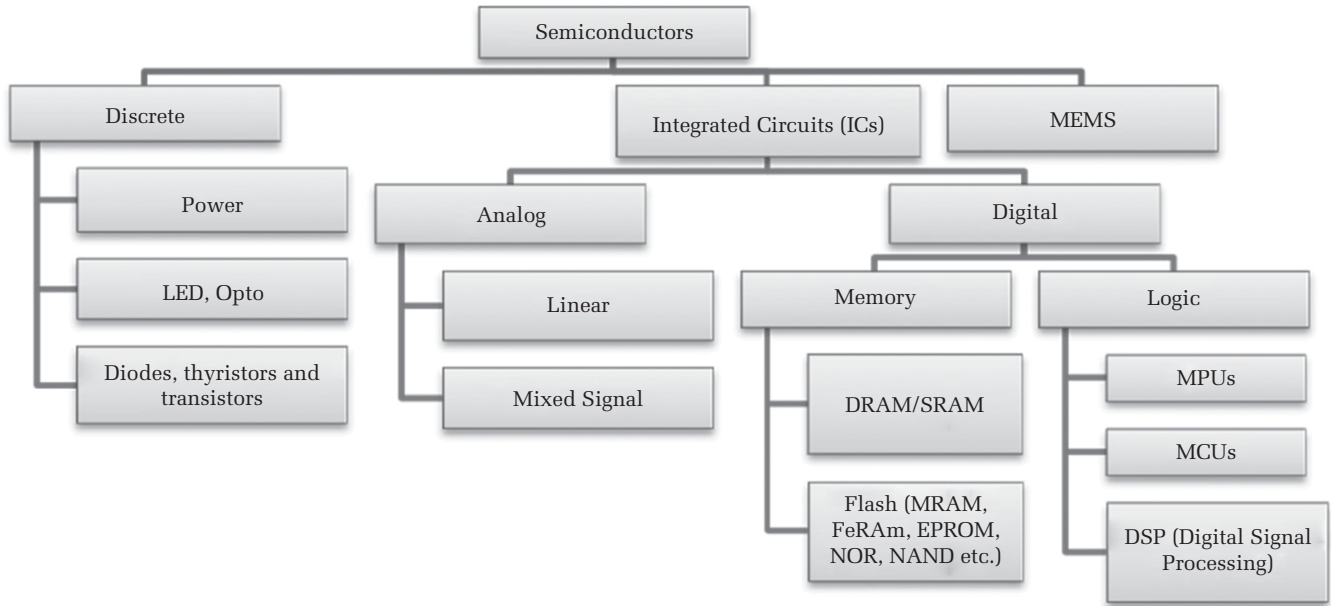 Semiconductors
Discrete
Integrated Circuits (ICs)
MEMS
Power
LED, Opto
Diodes, thyristors and
transistors
Analog
Linear
Mixed Signal
Digital
Memory
DRAM/SRAM
Flash (MRAM,
FeRAm, EPROM,
NOR, NAND etc.)
Logic
MPUs
MCUs
DSP (Digital Signal
Processing)